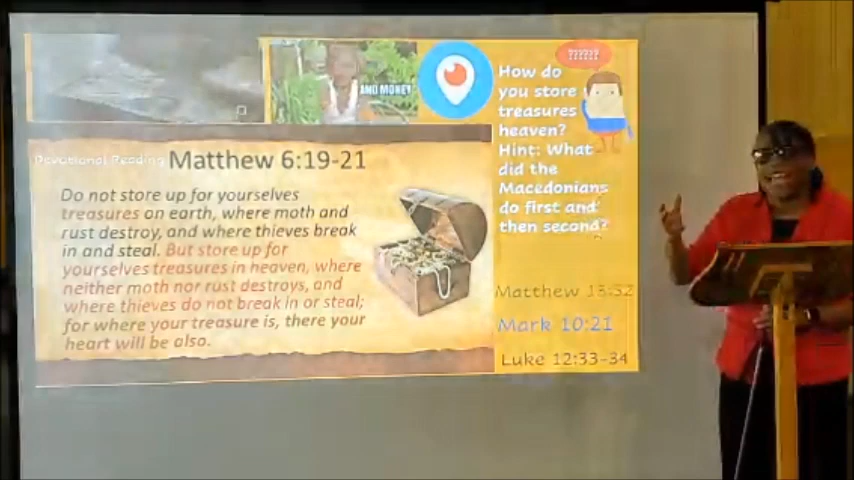 AND MONEY
??????
How do
you store
treasures
heaven?
Hint: What
did the
Macedonians
do first and
then second?
Devotional Reading Matthew 6:19-21
Do not store up for yourselves
treasures on earth, where moth and
rust destroy, and where thieves break
in and steal. But store up for
yourselves treasures in heaven, where
neither moth nor rust destroys, and
where thieves do not break in or steal;
for where your treasure is, there your
heart will be also.
Matthew 13:52
Mark 10:21
Luke 12:33-34